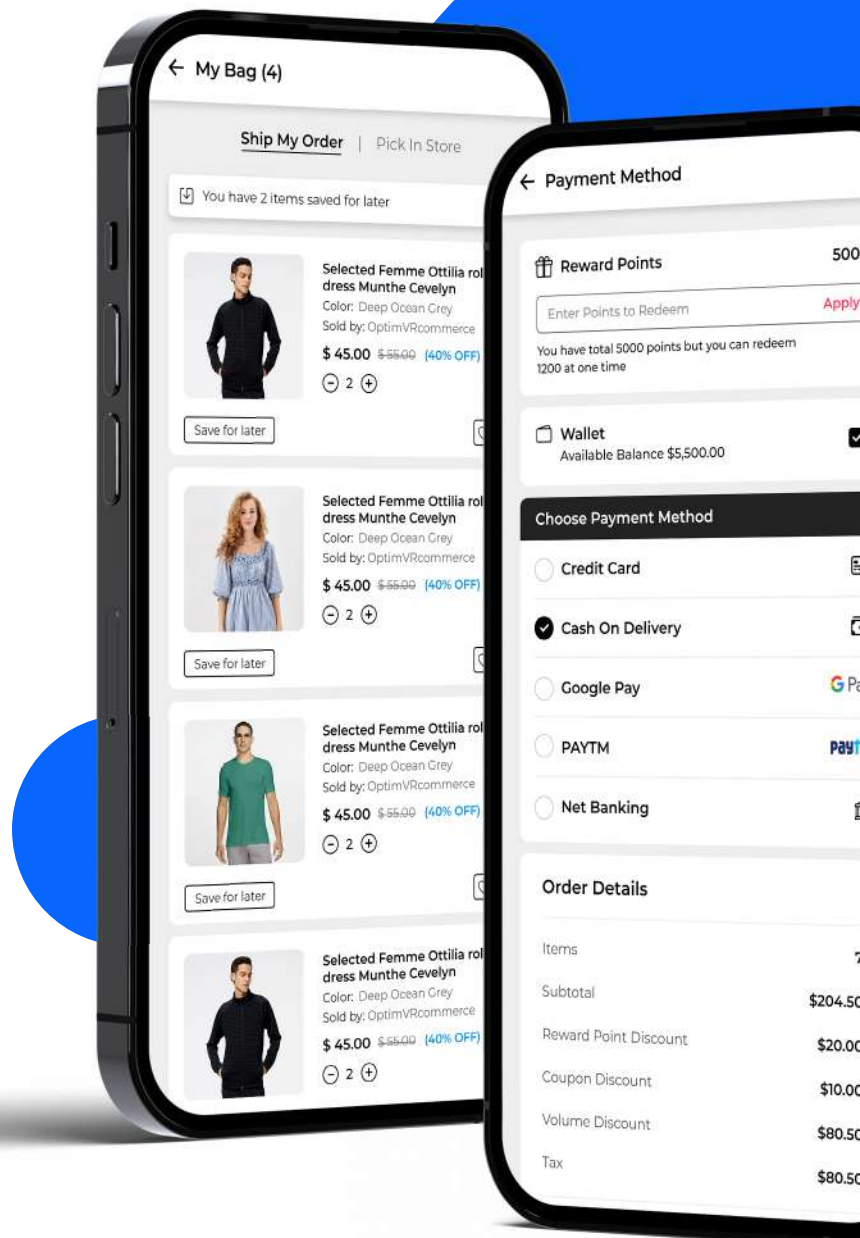 My Bag (4)
Ship My Order | Pick In Store
You have 2 items saved for later
Selected Femme Ottilia rol
dress Munthe Cevelyn
Color: Deep Ocean Grey
Sold by: OptimVRcommerce
$ 45.00 $ 55.00 (40% OFF)
2
Save for later
Selected Femme Ottilia rol
dress Munthe Cevelyn
Color: Deep Ocean Grey
Sold by: OptimVRcommerce
$ 45.00 $ 55.00 (40% OFF)
2
Save for later
Selected Femme Ottilia rol
dress Munthe Cevelyn
Color: Deep Ocean Grey
Sold by: OptimVRcommerce
$ 45.00 $ 55.00 (40% OFF)
2
Save for later
Selected Femme Ottilia rol
dress Munthe Cevelyn
Color: Deep Ocean Grey
Sold by: OptimVRcommerce
$ 45.00 $ 55.00 (40% OFF)
2
Payment Method
Reward Points 500
Enter Points to Redeem Apply
You have total 5000 points but you can redeem
1200 at one time
Wallet
Available Balance $5,500.00
Choose Payment Method
Credit Card
Cash On Delivery
Google Pay G Pa
PAYTM Payt
Net Banking
Order Details
Items 7
Subtotal $204.50
Reward Point Discount $20.00
Coupon Discount $10.00
Volume Discount $80.50
Tax $80.50